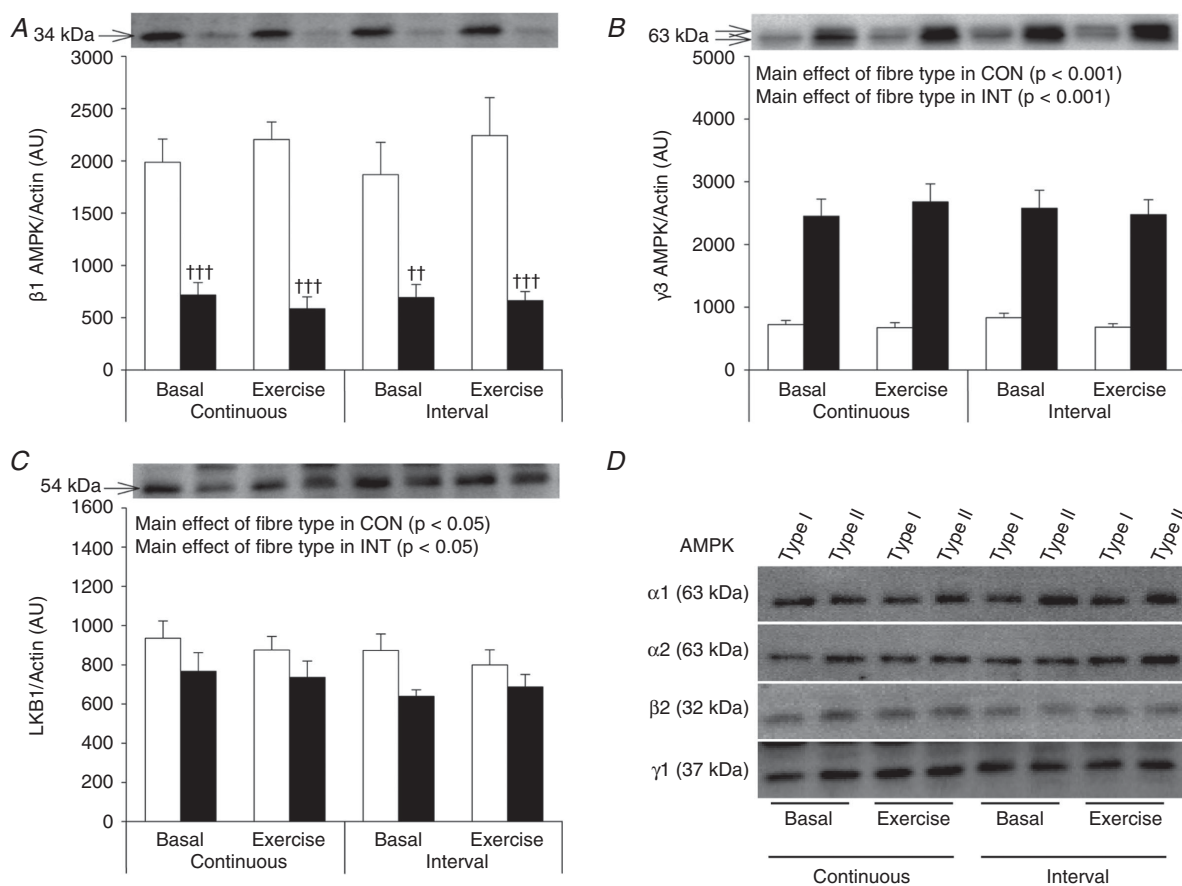 A
34 kDa
3000
2500
2000
1500
1000
500
0
β1 AMPK/Actin (AU)
†††
†††
††
†††
Basal Exercise Basal Exercise
Continuous Interval
B
63 kDa
Main effect of fibre type in CON (p < 0.001)
Main effect of fibre type in INT (p < 0.001)
5000
4000
3000
2000
1000
0
γ3 AMPK/Actin (AU)
Basal Exercise Basal Exercise
Continuous Interval
C
54 kDa
Main effect of fibre type in CON (p < 0.05)
Main effect of fibre type in INT (p < 0.05)
1600
1400
1200
1000
800
600
400
200
0
LKB1/Actin (AU)
Basal Exercise Basal Exercise
Continuous Interval
D
AMPK Type I Type II Type I Type II Type I Type II Type I Type II
α1 (63 kDa)
α2 (63 kDa)
β2 (32 kDa)
γ1 (37 kDa)
Basal Exercise Basal Exercise
Continuous Interval